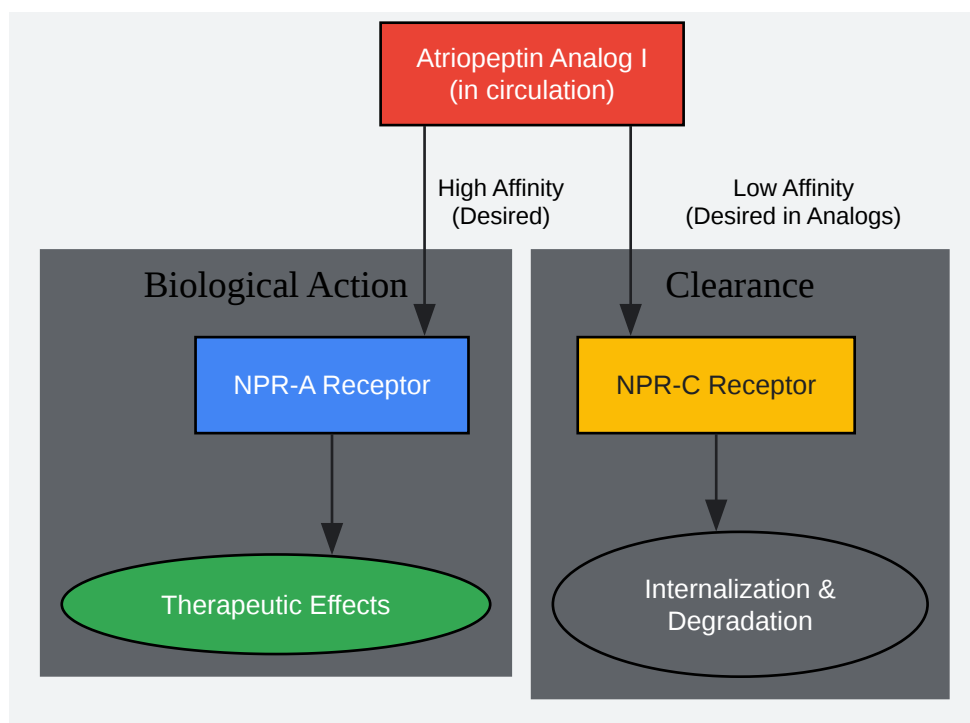 Atriopeptin Analog I
(in circulation)
High Affinity
(Desired)
Low Affinity
(Desired in Analogs)
Biological Action
Clearance
NPR-A Receptor
NPR-C Receptor
Therapeutic Effects
Internalization &
Degradation